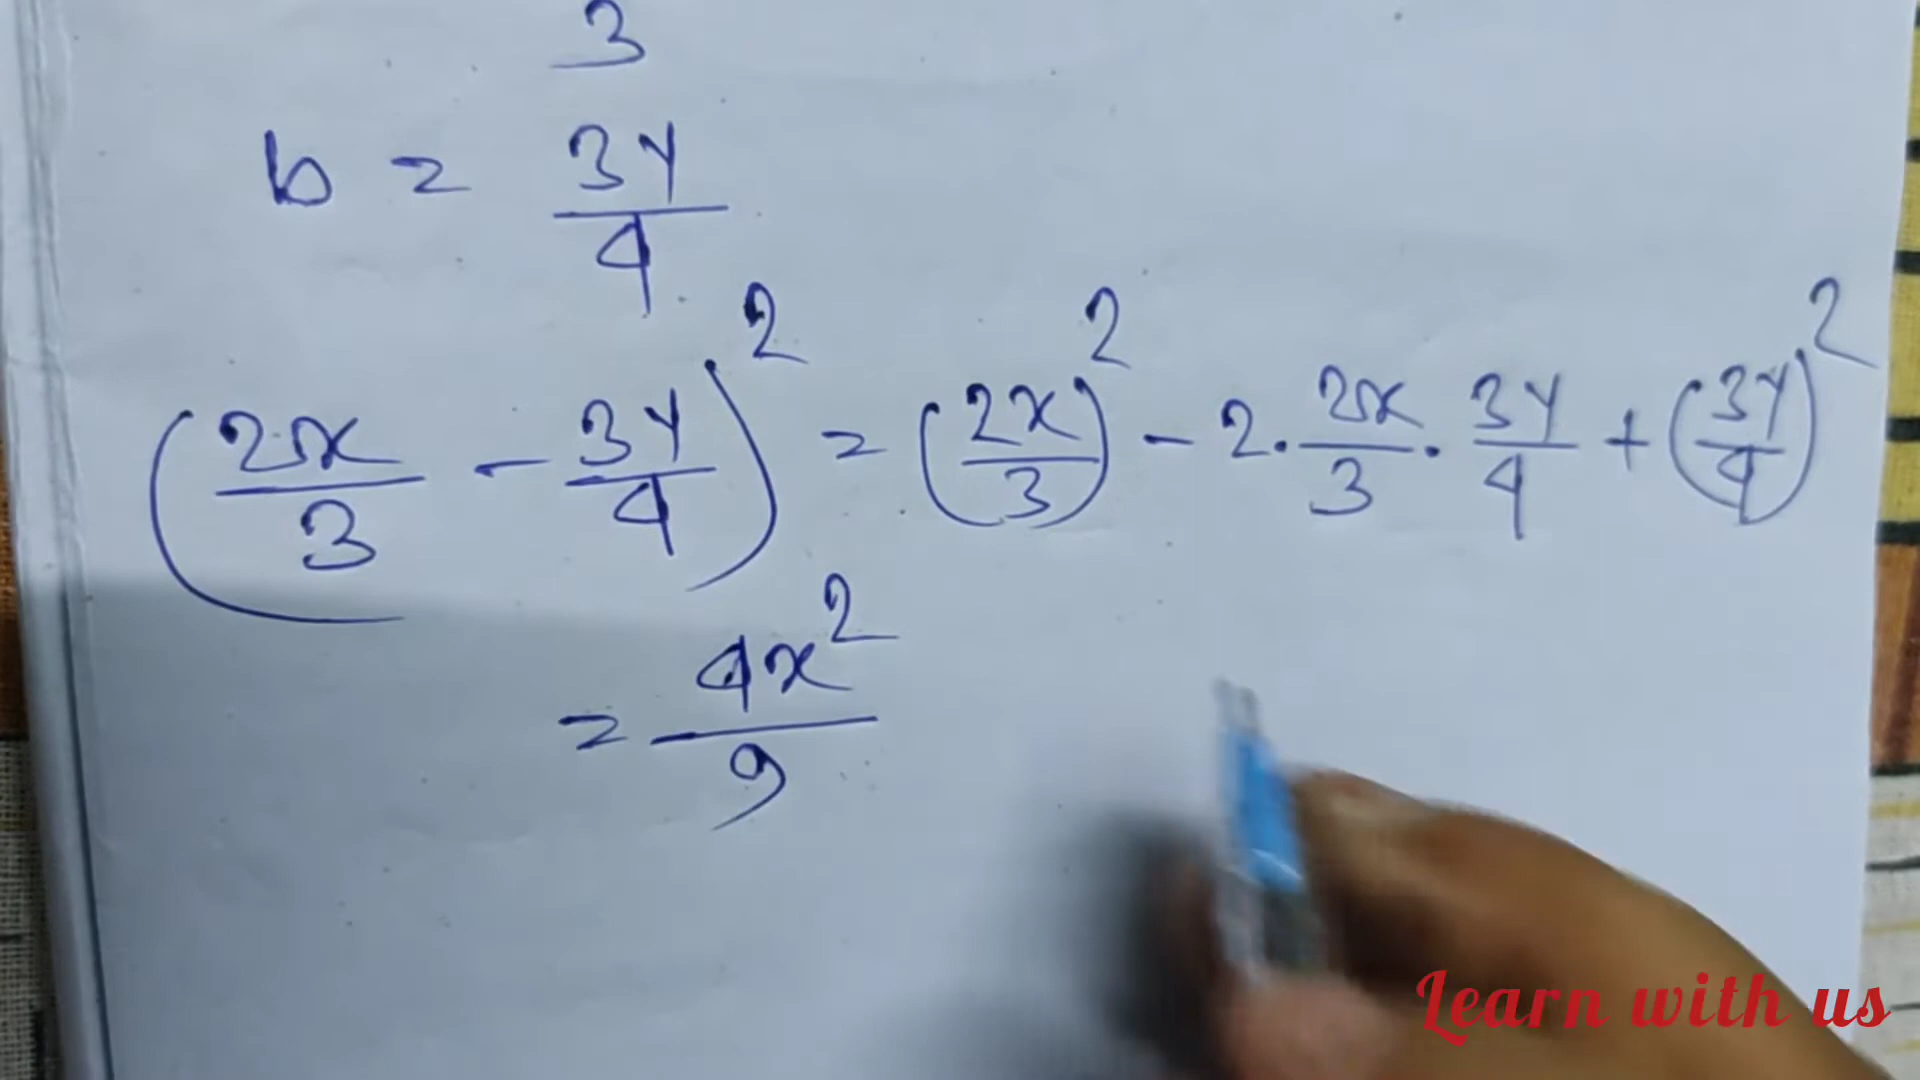 3
b = 3y/4
(2x/3 - 3y/4)² = (2x/3)² - 2·2x/3·3y/4 + (3y/4)²
= 4x²/9
Learn with us